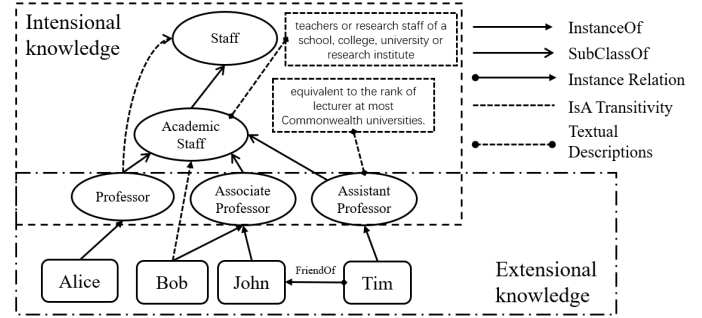 Intensional
knowledge
Staff
teachers or research staff of a
school, college, university or
research institute
equivalent to the rank of
lecturer at most
Commonwealth universities.
Academic
Staff
Professor
Associate
Professor
Assistant
Professor
Alice
Bob
John
FriendOf
Tim
Extensional
knowledge
InstanceOf
SubClassOf
Instance Relation
IsA Transitivity
Textual
Descriptions